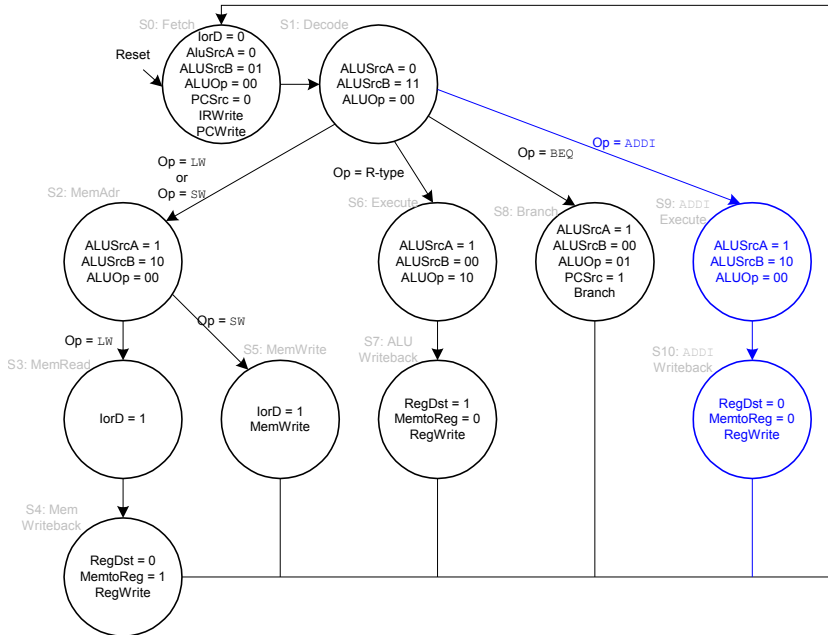 S0: Fetch
IorD = 0
AluSrcA = 0
ALUSrcB = 01
ALUOp = 00
PCSrc = 0
IRWrite
PCWrite
Reset
S1: Decode
ALUSrcA = 0
ALUSrcB = 11
ALUOp = 00
Op = LW
or
Op = SW
Op = R-type
Op = BEQ
Op = ADDI
S2: MemAdr
ALUSrcA = 1
ALUSrcB = 10
ALUOp = 00
S6: Execute
ALUSrcA = 1
ALUSrcB = 00
ALUOp = 10
S8: Branch
ALUSrcA = 1
ALUSrcB = 00
ALUOp = 01
PCSrc = 1
Branch
S9: ADDI
Execute
ALUSrcA = 1
ALUSrcB = 10
ALUOp = 00
Op = LW
Op = SW
S3: MemRead
IorD = 1
S5: MemWrite
IorD = 1
MemWrite
S7: ALU
Writeback
RegDst = 1
MemtoReg = 0
RegWrite
S10: ADDI
Writeback
RegDst = 0
MemtoReg = 0
RegWrite
S4: Mem
Writeback
RegDst = 0
MemtoReg = 1
RegWrite